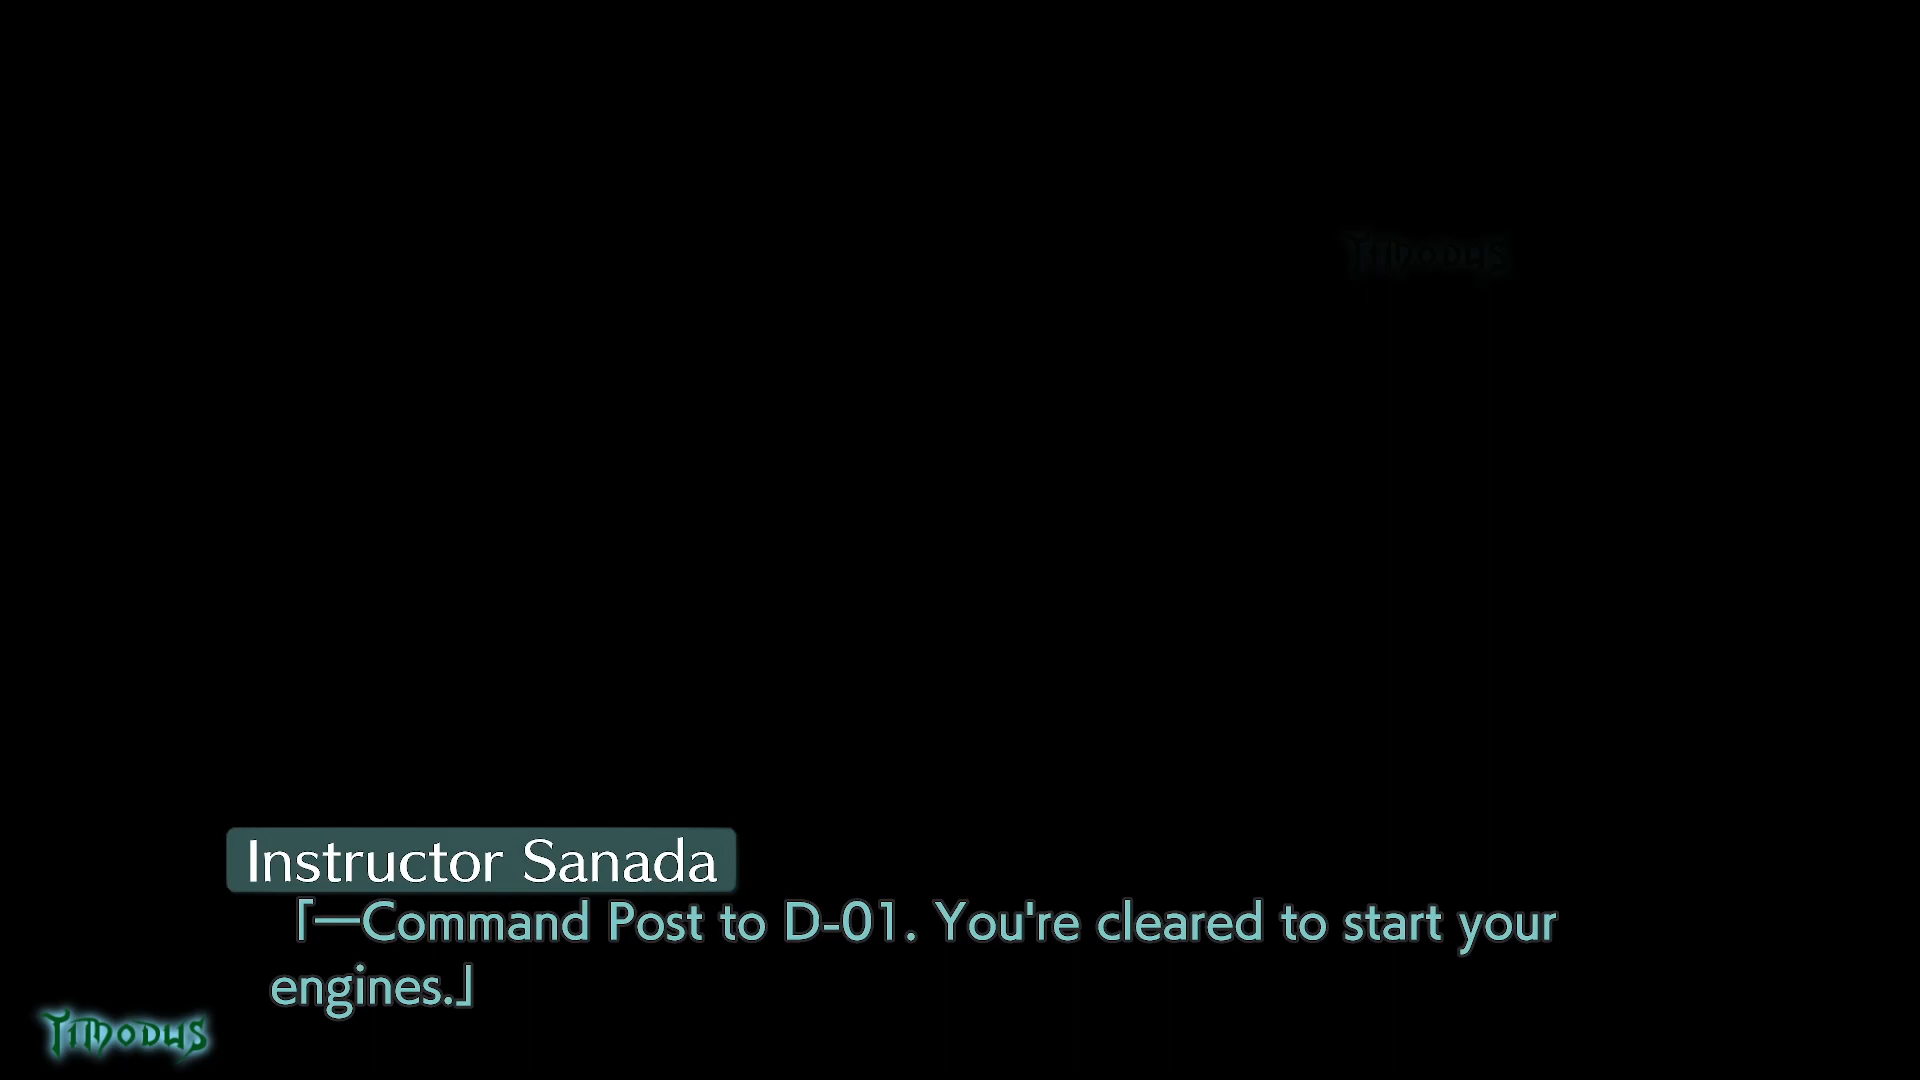 TIMODUS
Instructor Sanada
「—Command Post to D-01. You're cleared to start your
engines.」
TIMODUS